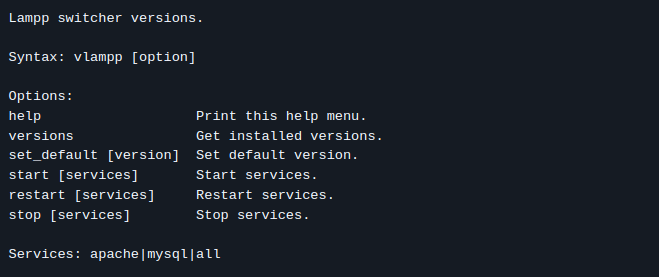 Lampp switcher versions.
Syntax: vlampp [option]
Options:
help Print this help menu.
versions Get installed versions.
set_default [version] Set default version.
start [services] Start services.
restart [services] Restart services.
stop [services] Stop services.
Services: apache|mysql|all